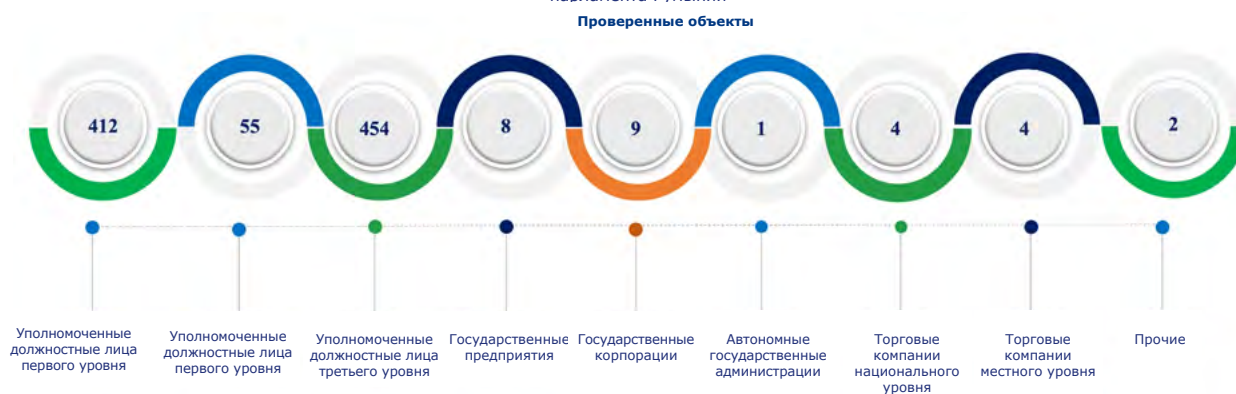 Проверенные объекты
412
55
454
8
9
1
4
4
2
Уполномоченные
должностные лица
первого уровня
Уполномоченные
должностные лица
первого уровня
Уполномоченные
должностные лица
третьего уровня
Государственные
предприятия
Государственные
корпорации
Автономные
государственные
администрации
Торговые
компании
национального
уровня
Торговые
компании
местного уровня
Прочие